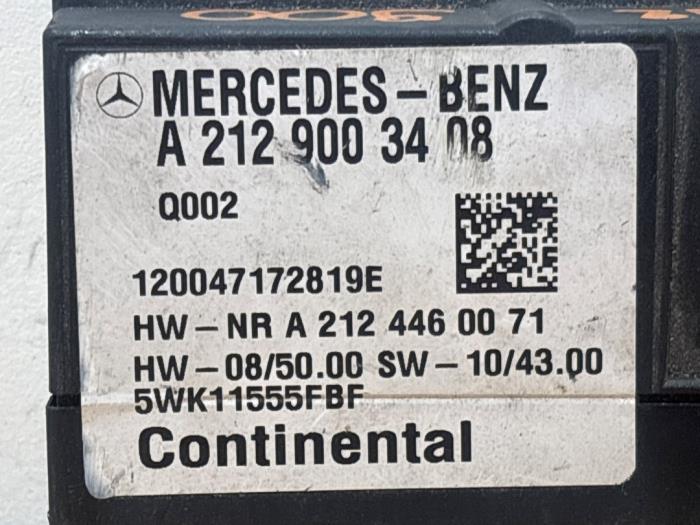 MERCEDES - BENZ
A 212 900 34 08
Q002
120047172819E
HW - NR A 212 446 00 71
HW - 08/50.00 SW - 10/43.00
5WK11555FBF
Continental